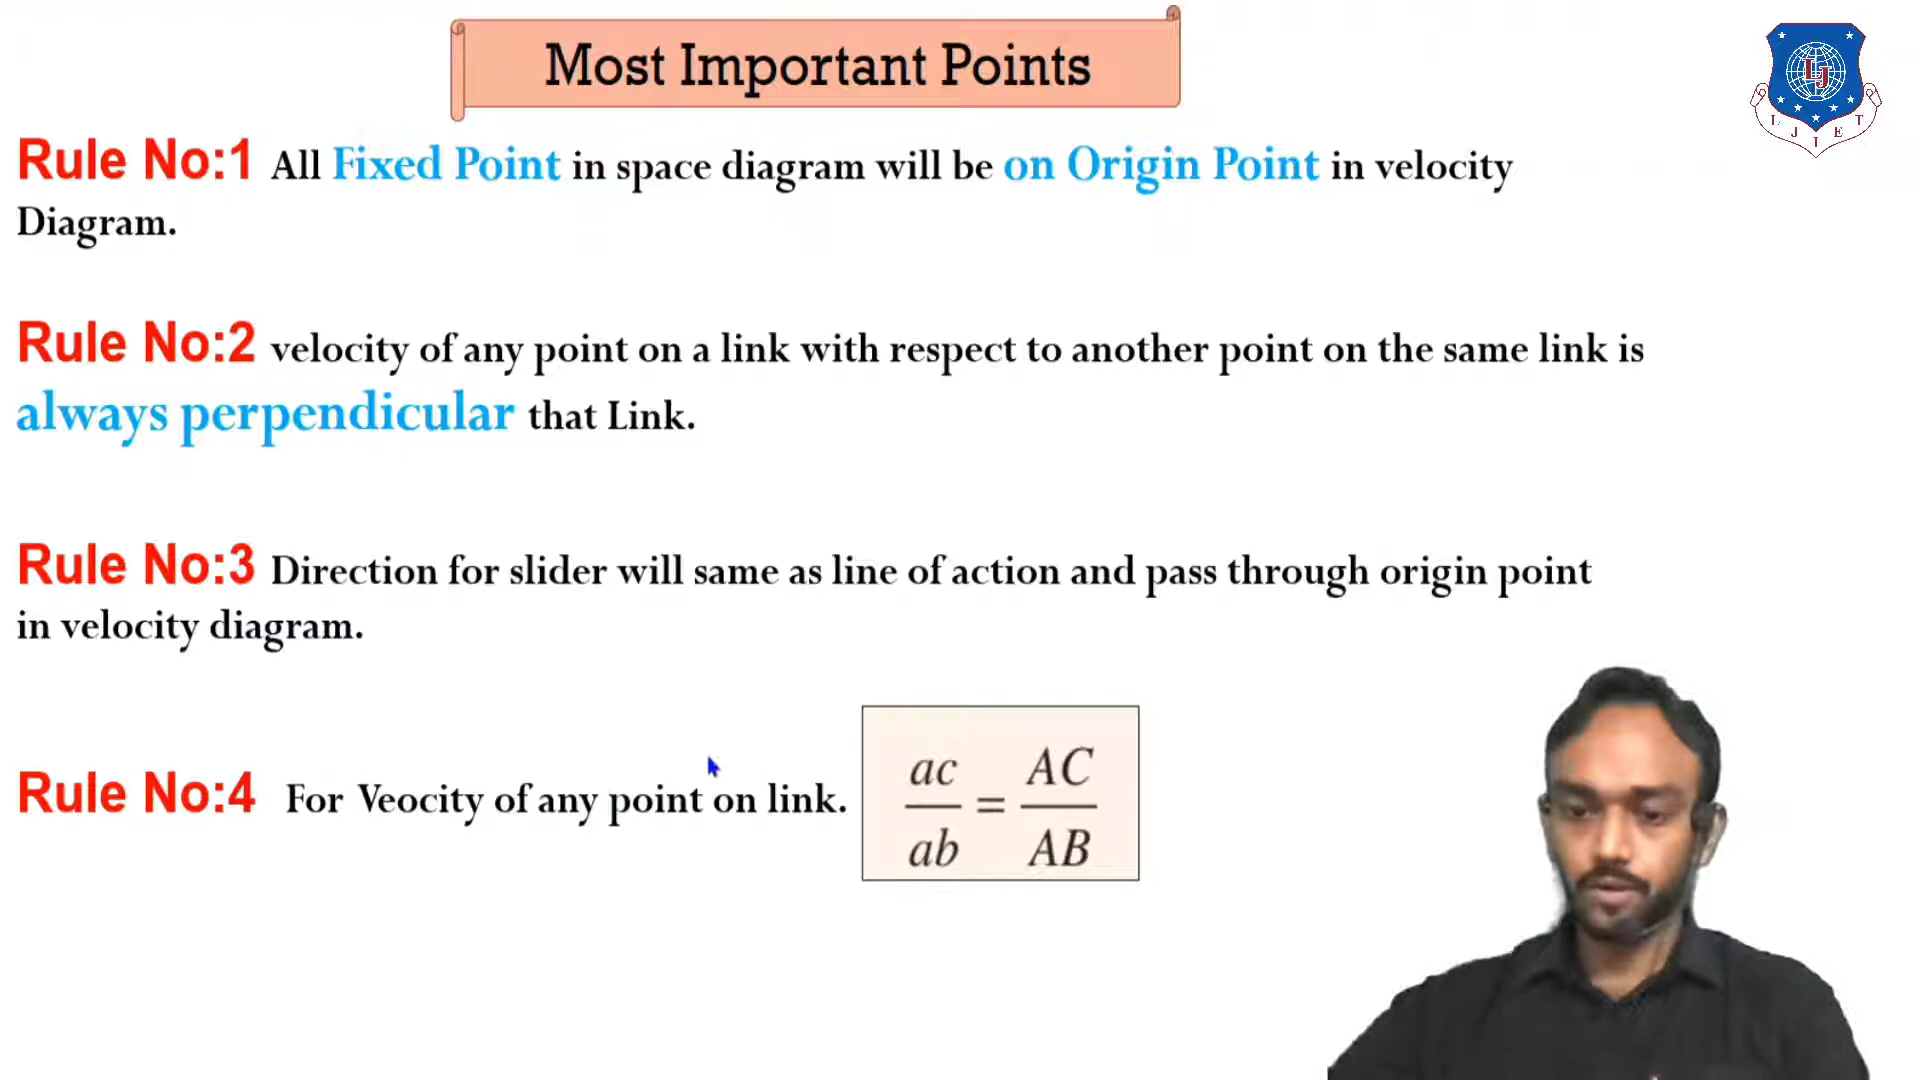 Most Important Points
Rule No:1 All Fixed Point in space diagram will be on Origin Point in velocity
Diagram.
Rule No:2 velocity of any point on a link with respect to another point on the same link is
always perpendicular that Link.
Rule No:3 Direction for slider will same as line of action and pass through origin point
in velocity diagram.
Rule No:4 For Veocity of any point on link.
ac/ab = AC/AB
LJ
L J I E T